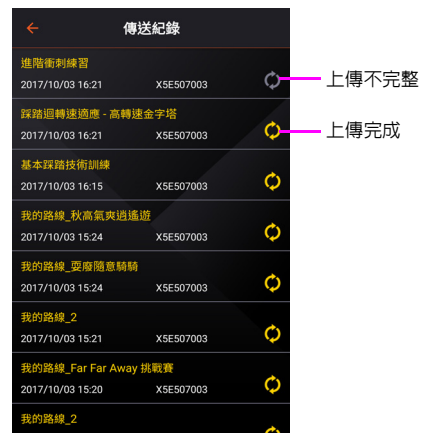 傳送紀錄
進階衝刺練習
2017/10/03 16:21 X5E507003
上傳不完整
踩踏迴轉速適應 - 高轉速金字塔
2017/10/03 16:21 X5E507003
上傳完成
基本踩踏技術訓練
2017/10/03 16:15 X5E507003
我的路線_秋高氣爽逍遙遊
2017/10/03 15:24 X5E507003
我的路線_耍廢隨意騎騎
2017/10/03 15:24 X5E507003
我的路線_2
2017/10/03 15:21 X5E507003
我的路線_Far Far Away 挑戰賽
2017/10/03 15:20 X5E507003
我的路線_2